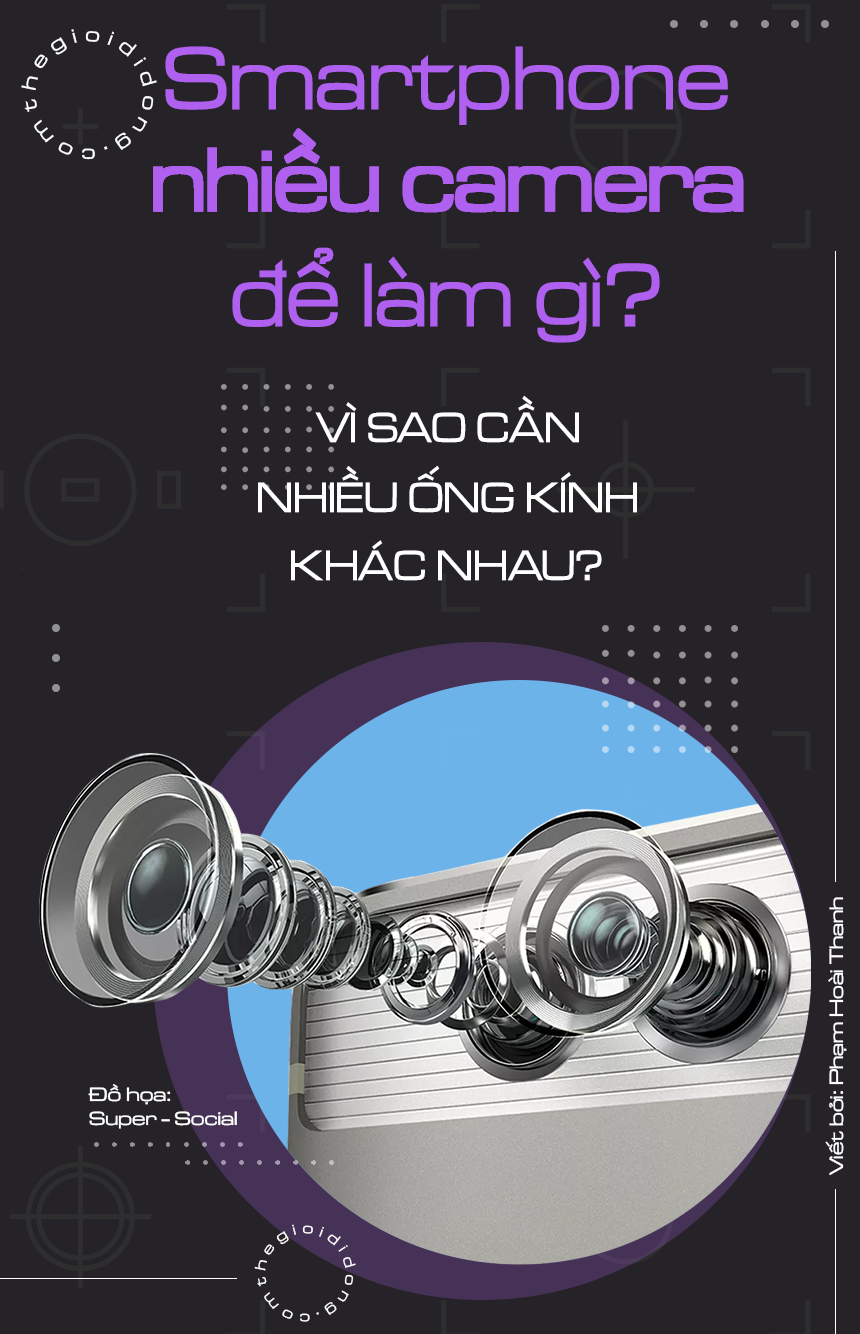 thegioididong.com
Smartphone
nhiều camera
để làm gì?
VÌ SAO CẦN
NHIỀU ỐNG KÍNH
KHÁC NHAU?
Viết bởi: Phạm Hoài Thanh
Đồ họa:
Super - Social
thegioididong.com